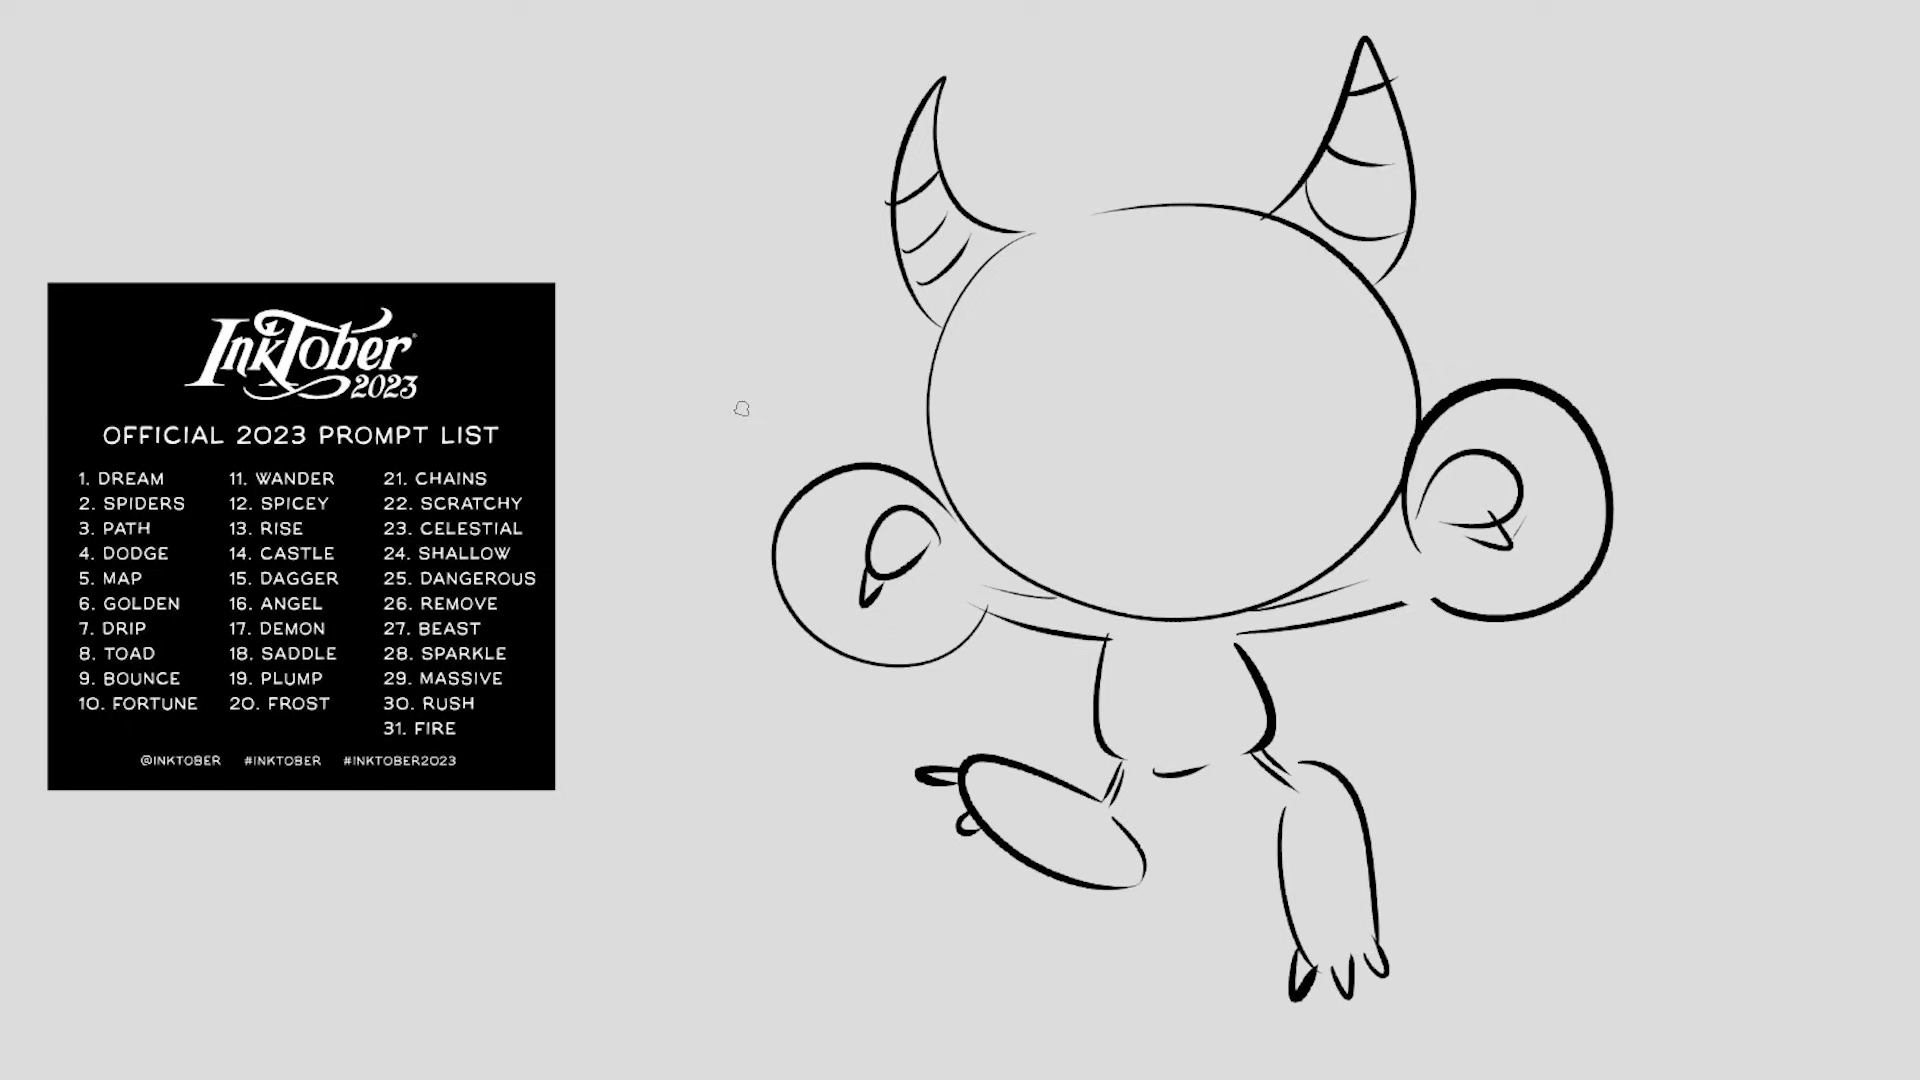 InkTober®
2023
OFFICIAL 2023 PROMPT LIST
1. DREAM
2. SPIDERS
3. PATH
4. DODGE
5. MAP
6. GOLDEN
7. DRIP
8. TOAD
9. BOUNCE
10. FORTUNE
11. WANDER
12. SPICEY
13. RISE
14. CASTLE
15. DAGGER
16. ANGEL
17. DEMON
18. SADDLE
19. PLUMP
20. FROST
21. CHAINS
22. SCRATCHY
23. CELESTIAL
24. SHALLOW
25. DANGEROUS
26. REMOVE
27. BEAST
28. SPARKLE
29. MASSIVE
30. RUSH
31. FIRE
@INKTOBER #INKTOBER #INKTOBER2023